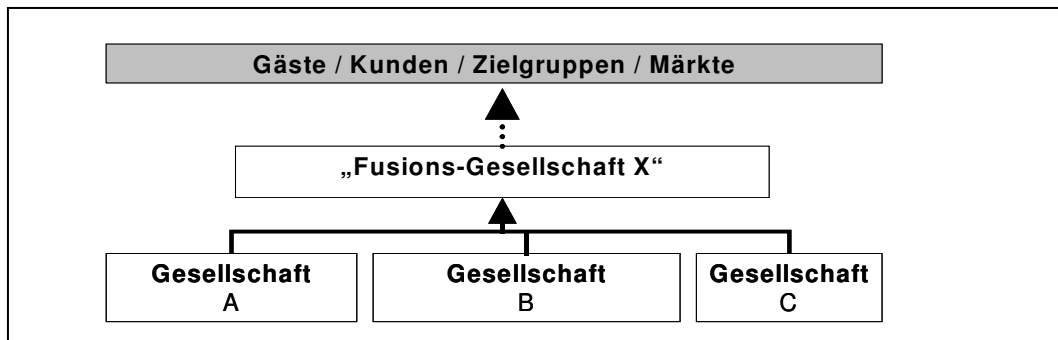 Gäste / Kunden / Zielgruppen / Märkte
„Fusions-Gesellschaft X“
Gesellschaft
A
Gesellschaft
B
Gesellschaft
C